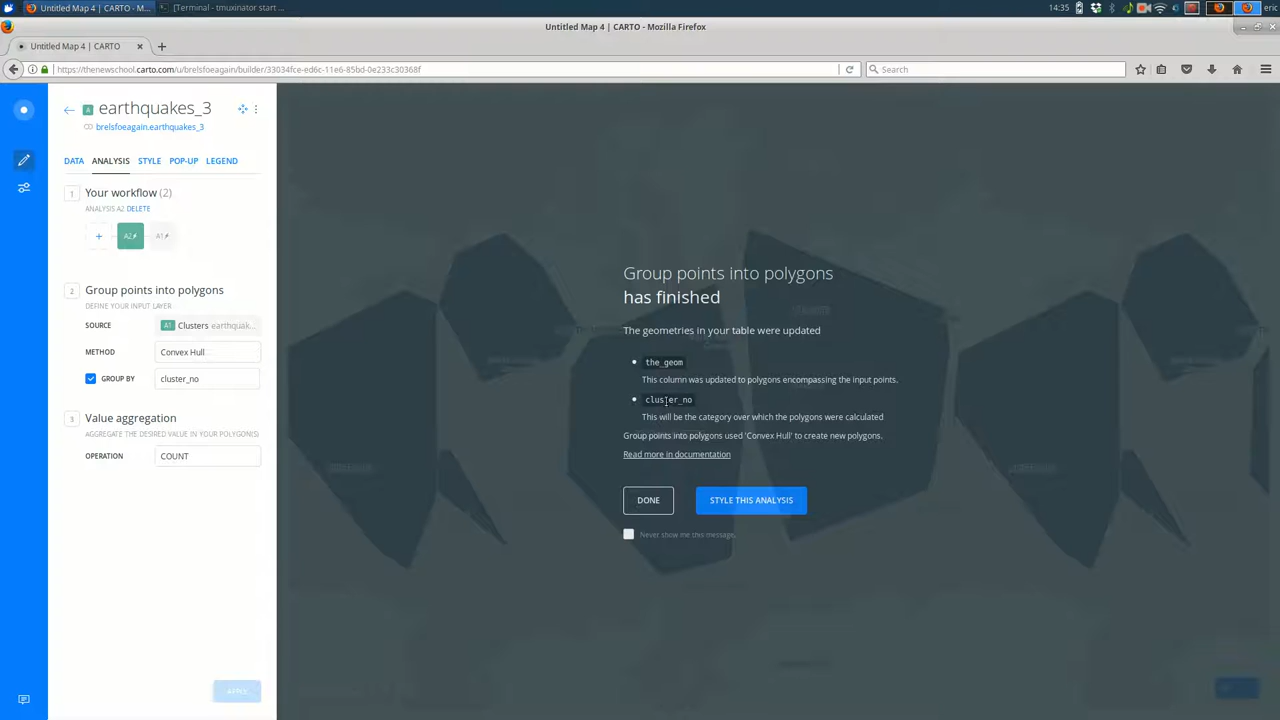 Untitled Map 4 | CARTO - M...
[Terminal - tmuxinator start ...
14:35
eric
Untitled Map 4 | CARTO - Mozilla Firefox
Untitled Map 4 | CARTO
https://thenewschool.carto.com/u/brelsfoeagain/builder/33034fce-ed6c-11e6-85bd-0e233c30368f
Search
A
earthquakes_3
brelsfoeagain.earthquakes_3
DATA
ANALYSIS
STYLE
POP-UP
LEGEND
1
Your workflow (2)
ANALYSIS A2 DELETE
+
A2
A1
2
Group points into polygons
DEFINE YOUR INPUT LAYER
SOURCE
A1 Clusters earthquak...
METHOD
Convex Hull
GROUP BY
cluster_no
3
Value aggregation
AGGREGATE THE DESIRED VALUE IN YOUR POLYGON(S)
OPERATION
COUNT
APPLY
Group points into polygons
has finished
The geometries in your table were updated
the_geom
This column was updated to polygons encompassing the input points.
cluster_no
This will be the category over which the polygons were calculated
Group points into polygons used 'Convex Hull' to create new polygons.
Read more in documentation
DONE
STYLE THIS ANALYSIS
Never show me this message.